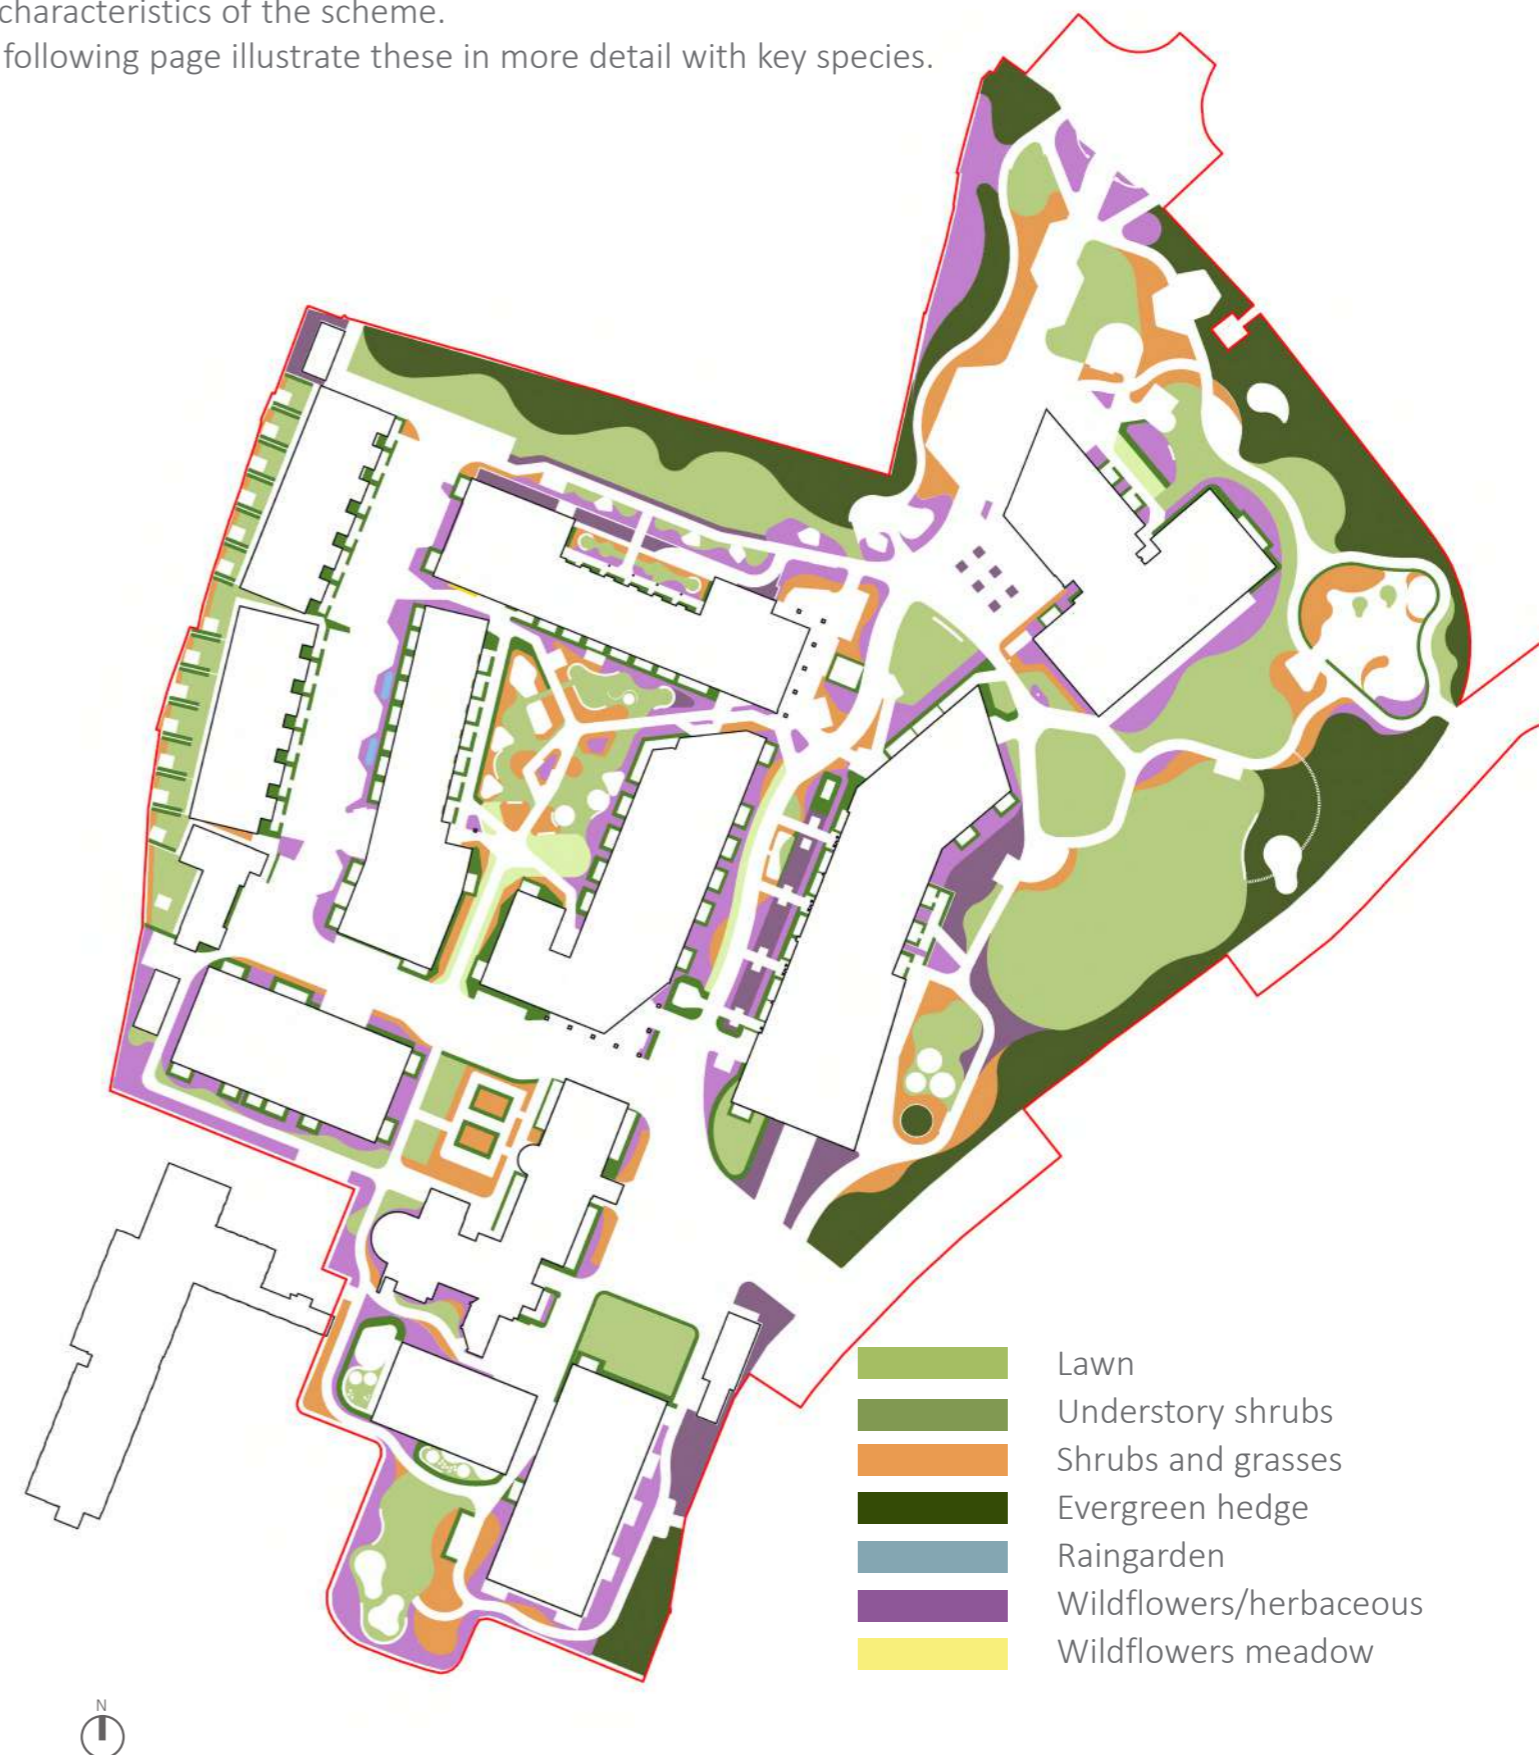 characteristics of the scheme.
following page illustrate these in more detail with key species.
Lawn
Understory shrubs
Shrubs and grasses
Evergreen hedge
Raingarden
Wildflowers/herbaceous
Wildflowers meadow
N